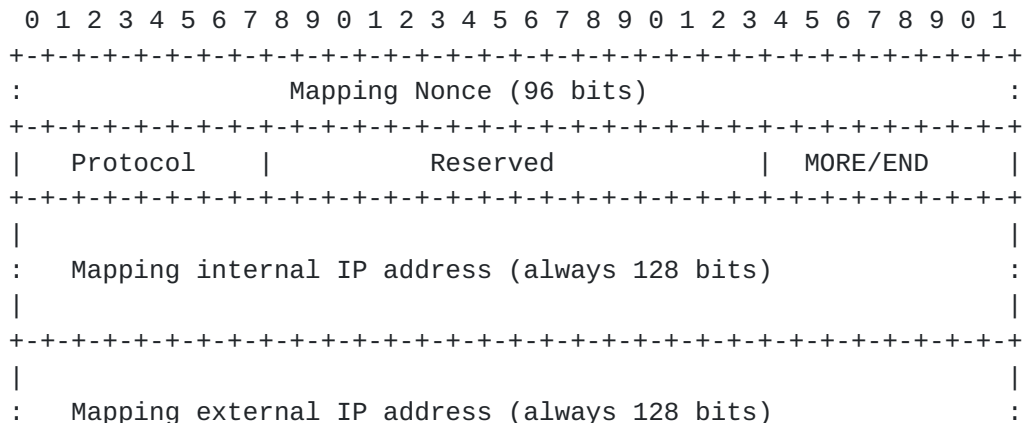 0 1 2 3 4 5 6 7 8 9 0 1 2 3 4 5 6 7 8 9 0 1 2 3 4 5 6 7 8 9 0 1
+-+-+-+-+-+-+-+-+-+-+-+-+-+-+-+-+-+-+-+-+-+-+-+-+-+-+-+-+-+-+-+-+
:                 Mapping Nonce (96 bits)                       :
+-+-+-+-+-+-+-+-+-+-+-+-+-+-+-+-+-+-+-+-+-+-+-+-+-+-+-+-+-+-+-+-+
|   Protocol    |          Reserved             |  MORE/END     |
+-+-+-+-+-+-+-+-+-+-+-+-+-+-+-+-+-+-+-+-+-+-+-+-+-+-+-+-+-+-+-+-+
|                                                               |
:   Mapping internal IP address (always 128 bits)               :
|                                                               |
+-+-+-+-+-+-+-+-+-+-+-+-+-+-+-+-+-+-+-+-+-+-+-+-+-+-+-+-+-+-+-+-+
|                                                               |
:   Mapping external IP address (always 128 bits)               :